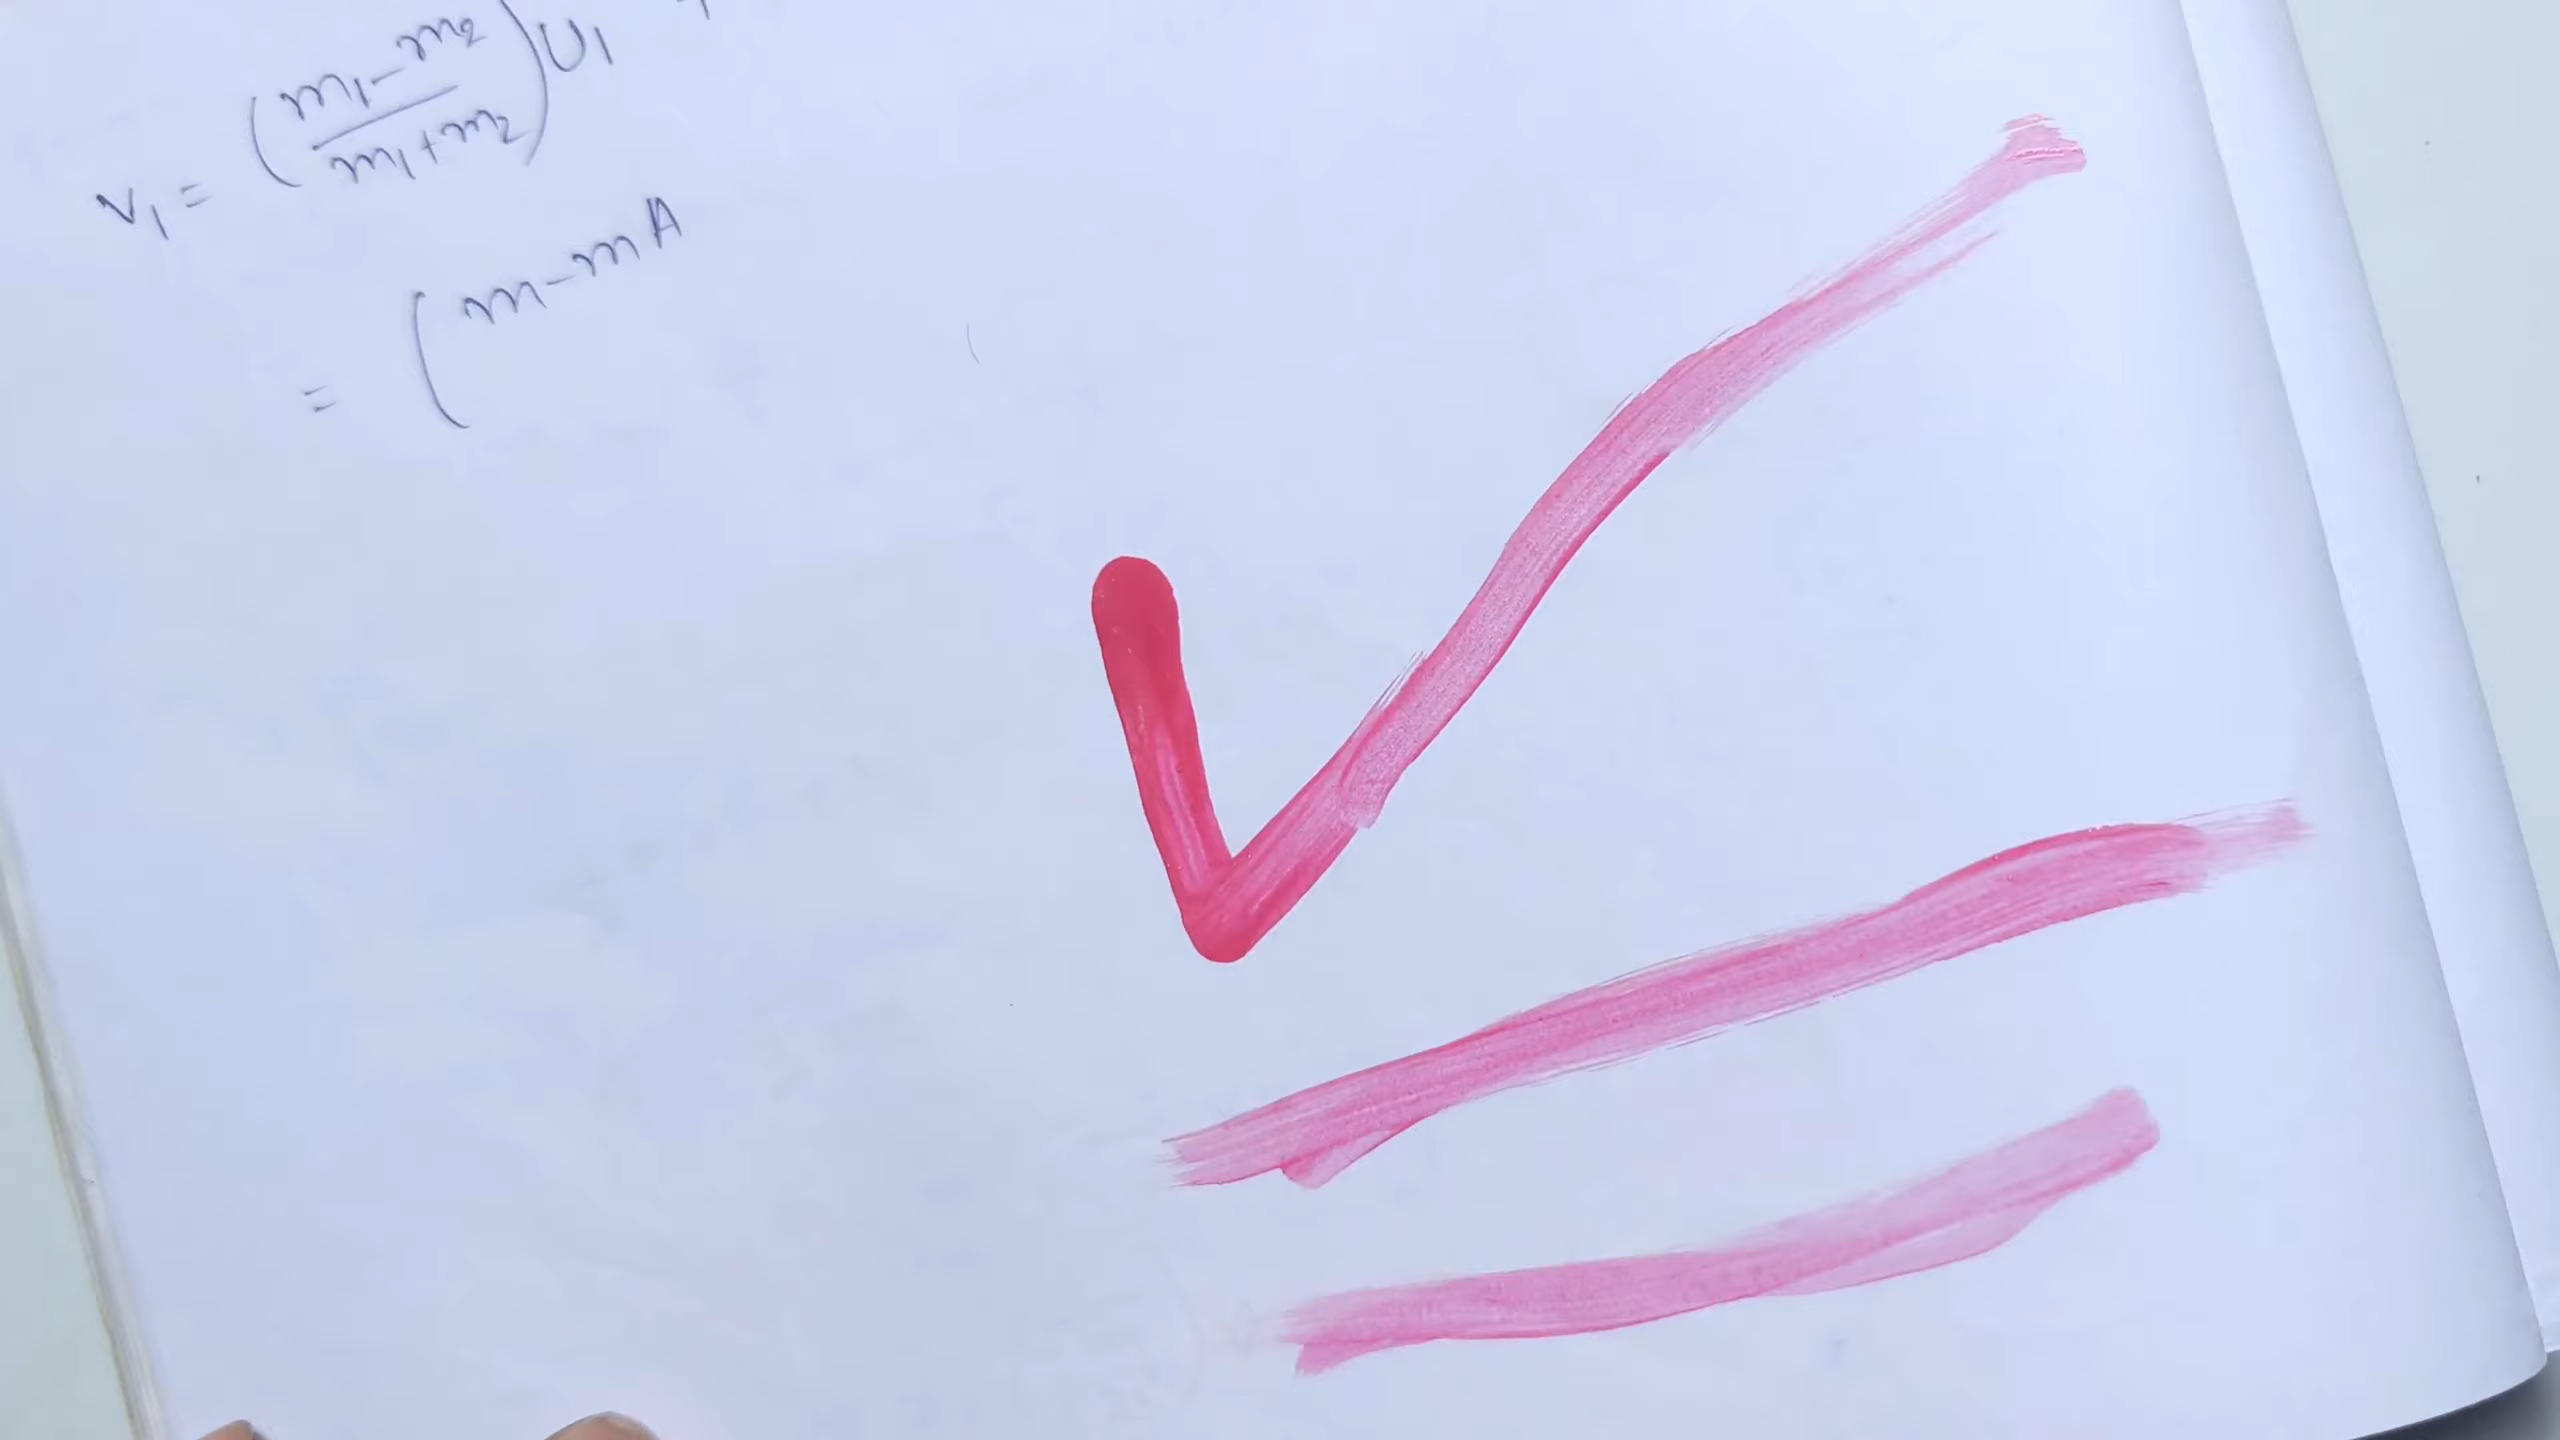 v₁ = (m₁-m₂/m₁+m₂)U₁
= (m-mA